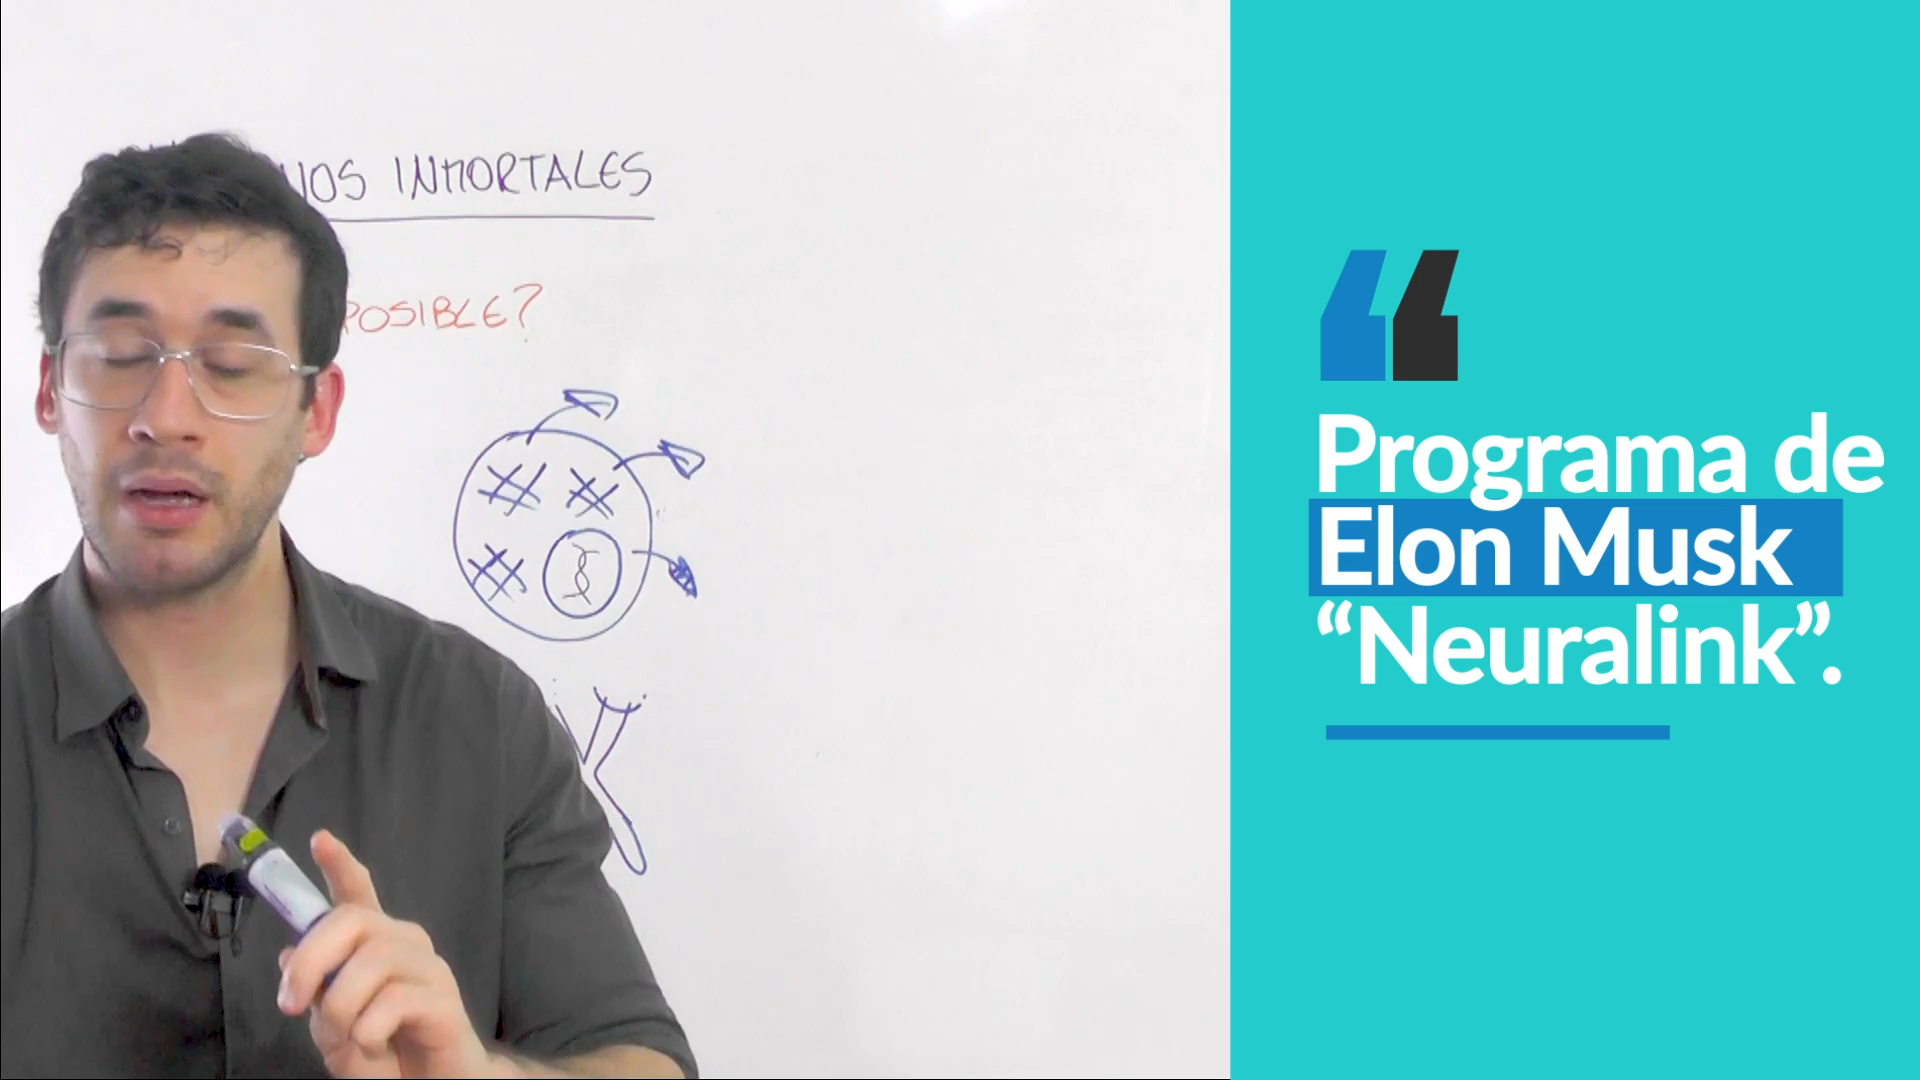 NOS INMORTALES
POSIBLE?
“
Programa de
Elon Musk
“Neuralink”.